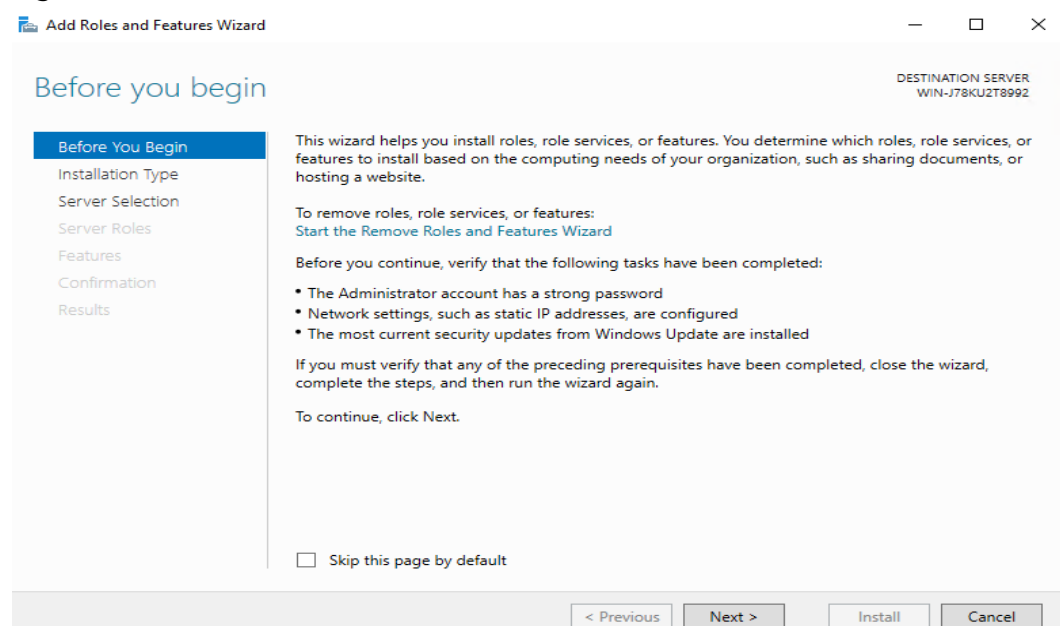 Add Roles and Features Wizard
Before you begin
DESTINATION SERVER
WIN-J78KU2T8992
Before You Begin
Installation Type
Server Selection
Server Roles
Features
Confirmation
Results
This wizard helps you install roles, role services, or features. You determine which roles, role services, or
features to install based on the computing needs of your organization, such as sharing documents, or
hosting a website.
To remove roles, role services, or features:
Start the Remove Roles and Features Wizard
Before you continue, verify that the following tasks have been completed:
• The Administrator account has a strong password
• Network settings, such as static IP addresses, are configured
• The most current security updates from Windows Update are installed
If you must verify that any of the preceding prerequisites have been completed, close the wizard,
complete the steps, and then run the wizard again.
To continue, click Next.
Skip this page by default
< Previous
Next >
Install
Cancel